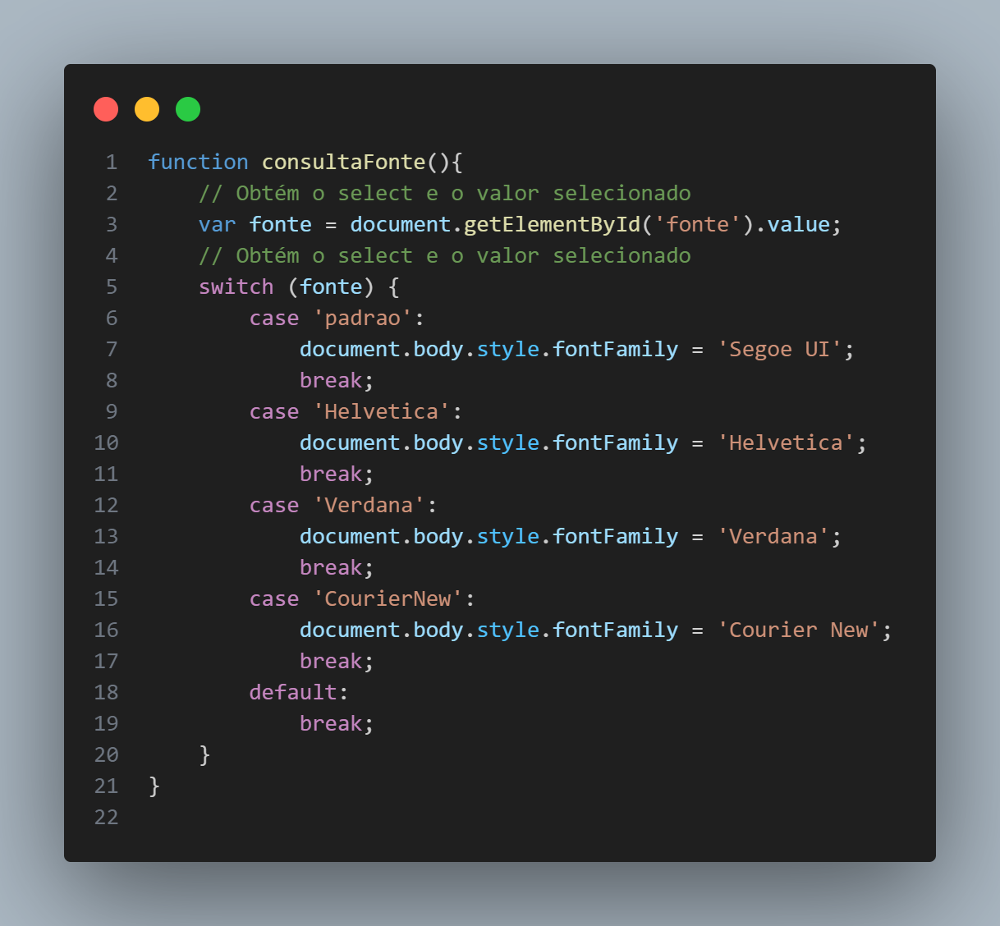 1 function consultaFonte(){
2     // Obtém o select e o valor selecionado
3     var fonte = document.getElementById('fonte').value;
4     // Obtém o select e o valor selecionado
5     switch (fonte) {
6         case 'padrao':
7             document.body.style.fontFamily = 'Segoe UI';
8             break;
9         case 'Helvetica':
10             document.body.style.fontFamily = 'Helvetica';
11             break;
12         case 'Verdana':
13             document.body.style.fontFamily = 'Verdana';
14             break;
15         case 'CourierNew':
16             document.body.style.fontFamily = 'Courier New';
17             break;
18         default:
19             break;
20     }
21 }
22